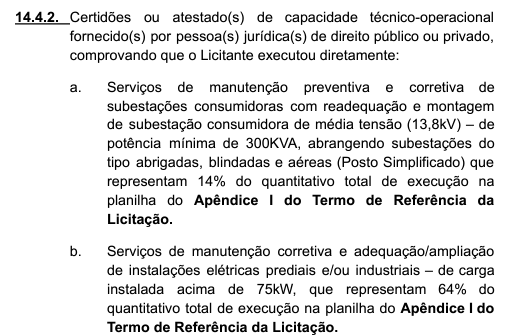 14.4.2. Certidões ou atestado(s) de capacidade técnico-operacional
fornecido(s) por pessoa(s) jurídica(s) de direito público ou privado,
comprovando que o Licitante executou diretamente:
a. Serviços de manutenção preventiva e corretiva de
subestações consumidoras com readequação e montagem
de subestação consumidora de média tensão (13,8kV) – de
potência mínima de 300KVA, abrangendo subestações do
tipo abrigadas, blindadas e aéreas (Posto Simplificado) que
representam 14% do quantitativo total de execução na
planilha do Apêndice I do Termo de Referência da
Licitação.
b. Serviços de manutenção corretiva e adequação/ampliação
de instalações elétricas prediais e/ou industriais – de carga
instalada acima de 75kW, que representam 64% do
quantitativo total de execução na planilha do Apêndice I do
Termo de Referência da Licitação.